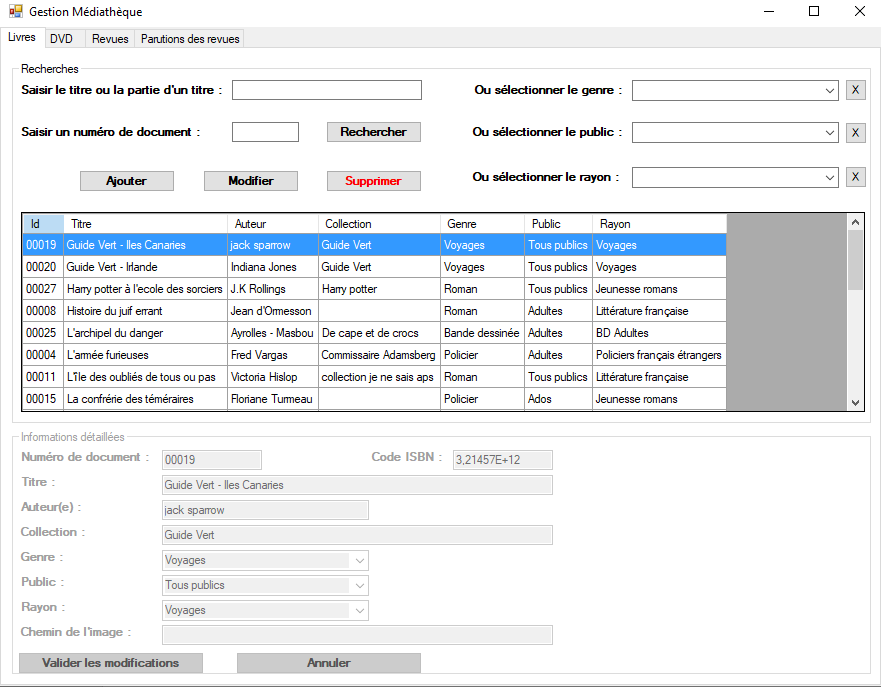 Gestion Médiathèque
Livres DVD Revues Parutions des revues
Recherches
Saisir le titre ou la partie d'un titre : Ou sélectionner le genre : X
Saisir un numéro de document : Rechercher Ou sélectionner le public : X
Ajouter Modifier Supprimer Ou sélectionner le rayon : X
Id Titre Auteur Collection Genre Public Rayon
00019 Guide Vert - Iles Canaries jack sparrow Guide Vert Voyages Tous publics Voyages
00020 Guide Vert - Irlande Indiana Jones Guide Vert Voyages Tous publics Voyages
00027 Harry potter à l'ecole des sorciers J.K Rollings Harry potter Roman Tous publics Jeunesse romans
00008 Histoire du juif errant Jean d'Ormesson Roman Adultes Littérature française
00025 L'archipel du danger Ayrolles - Masbou De cape et de crocs Bande dessinée Adultes BD Adultes
00004 L'armée furieuses Fred Vargas Commissaire Adamsberg Policier Adultes Policiers français étrangers
00011 L'île des oubliés de tous ou pas Victoria Hislop collection je ne sais aps Roman Tous publics Littérature française
00015 La confrérie des téméraires Floriane Turmeau Policier Ados Jeunesse romans
Informations détaillées
Numéro de document : 00019 Code ISBN : 3,21457E+12
Titre : Guide Vert - Iles Canaries
Auteur(e) : jack sparrow
Collection : Guide Vert
Genre : Voyages
Public : Tous publics
Rayon : Voyages
Chemin de l'image :
Valider les modifications Annuler